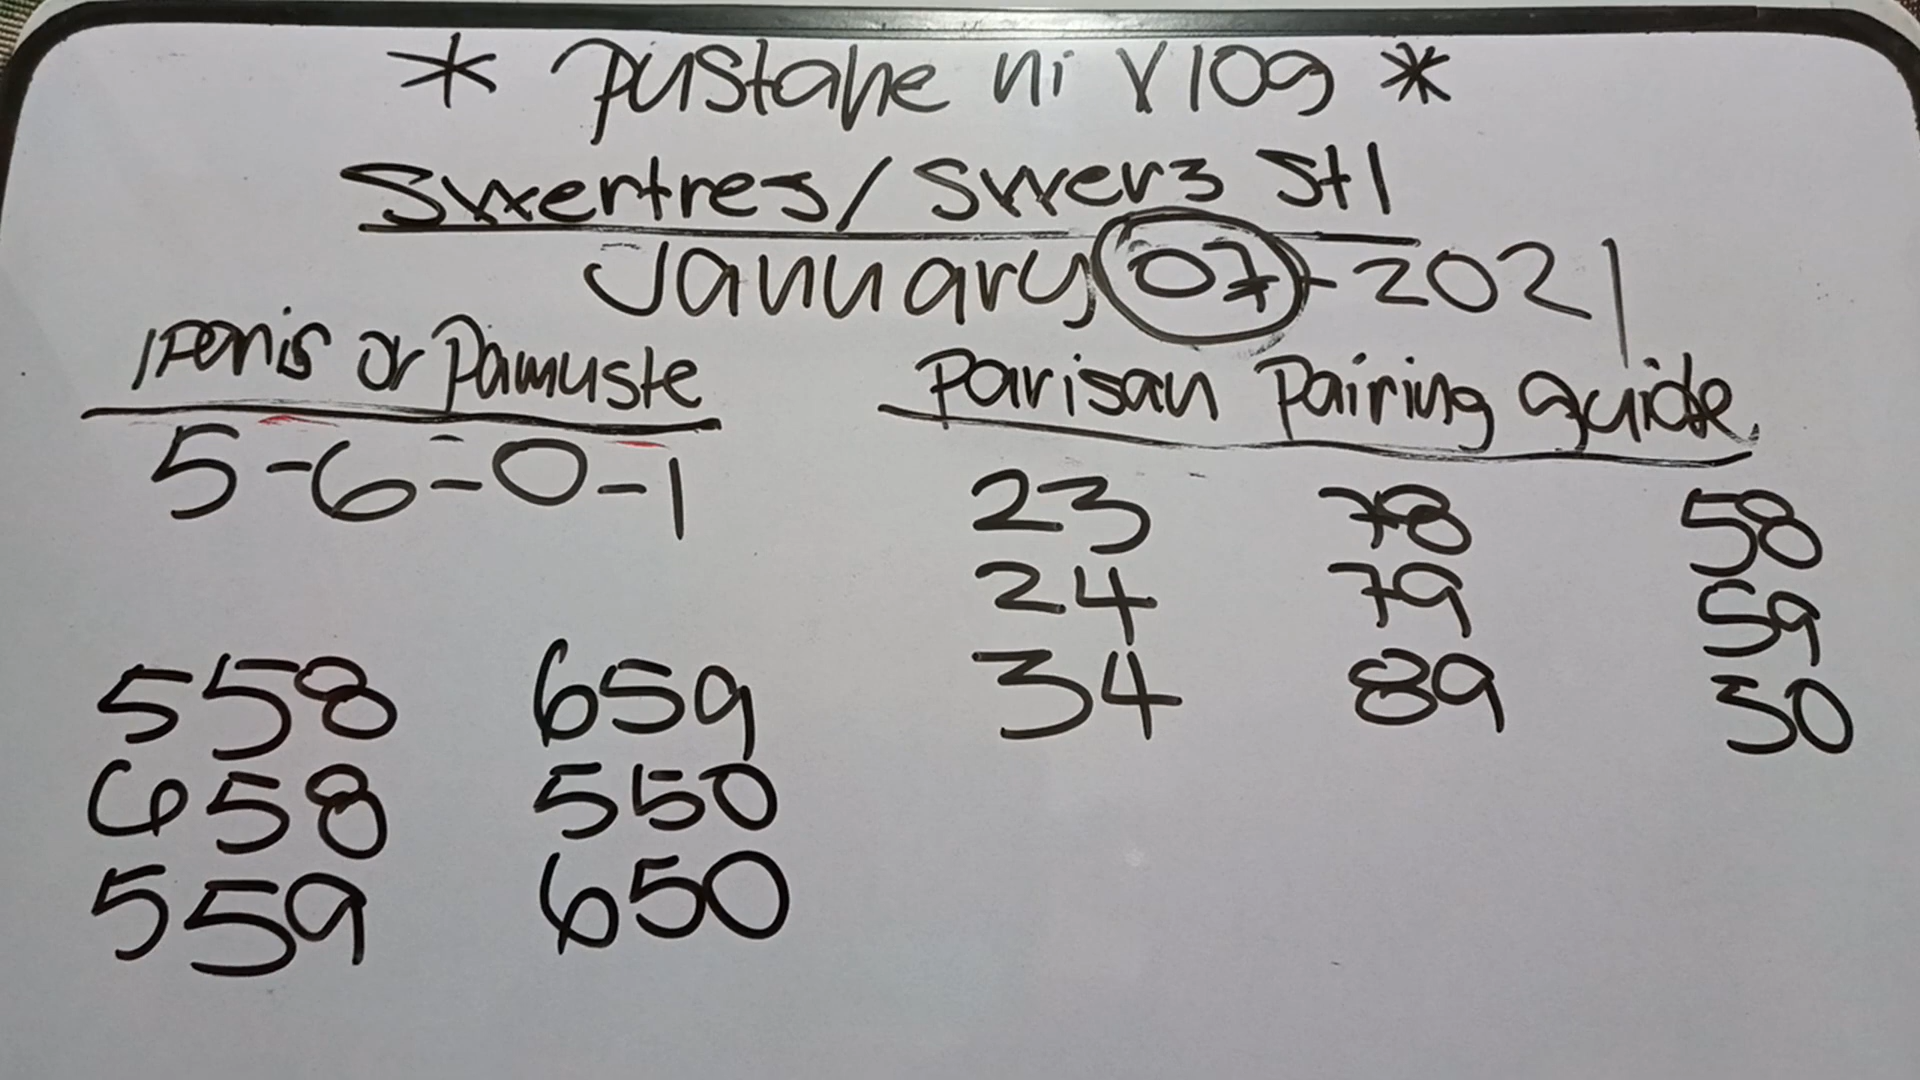 * pustahe ni vlog *
Swertres/Swer3 Stl
January 07-2021
or Pamuste
5-6=0-1
558 659
658 550
559 650
Parisan Pairing guide
23 78 58
24 79 59
34 89 50